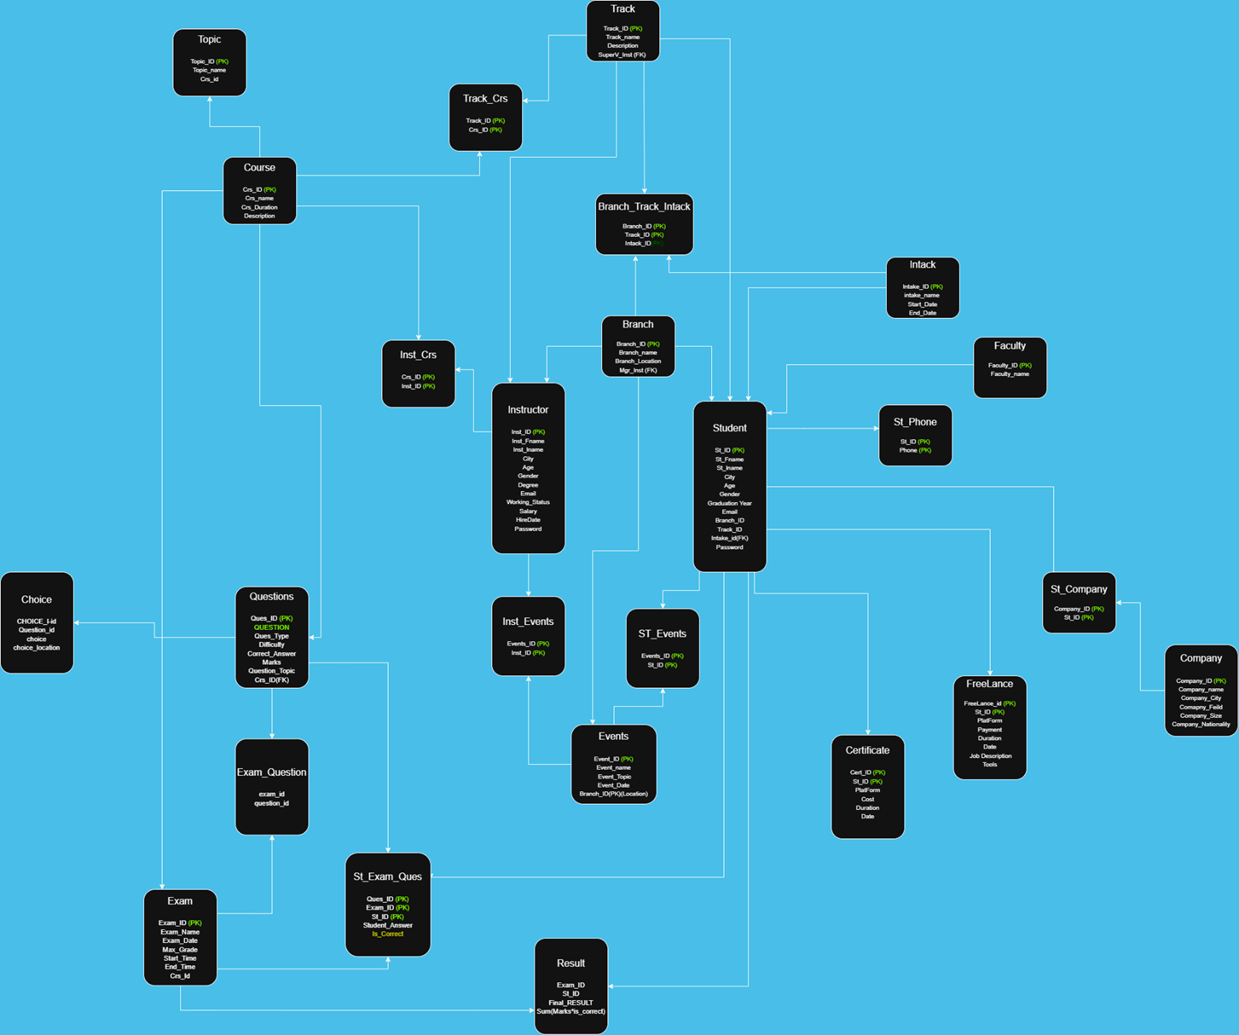 Track
Track_ID (PK)
Track_name
Description
SuperV_Inst (FK)
Topic
Topic_ID (PK)
Topic_name
Crs_id
Track_Crs
Track_ID (PK)
Crs_ID (PK)
Course
Crs_ID (PK)
Crs_name
Crs_Duration
Description
Branch_Track_Intack
Branch_ID (PK)
Track_ID (PK)
Intack_ID (PK)
Intack
Intake_ID (PK)
intake_name
Start_Date
End_Date
Branch
Branch_ID (PK)
Branch_name
Branch_Location
Mgr_Inst (FK)
Faculty
Faculty_ID (PK)
Faculty_name
Inst_Crs
Crs_ID (PK)
Inst_ID (PK)
Instructor
Inst_ID (PK)
Inst_Fname
Inst_lname
City
Age
Gender
Degree
Email
Working_Status
Salary
HireDate
Password
Student
St_ID (PK)
St_Fname
St_lname
City
Age
Gender
Graduation Year
Email
Branch_ID
Track_ID
Intake_id(FK)
Password
St_Phone
St_ID (PK)
Phone (PK)
Choice
CHOICE_I-id
Question_id
choice
choice_location
Questions
Ques_ID (PK)
QUESTION
Ques_Type
Difficulty
Correct_Answer
Marks
Question_Topic
Crs_ID(FK)
Inst_Events
Events_ID (PK)
Inst_ID (PK)
ST_Events
Events_ID (PK)
St_ID (PK)
St_Company
Company_ID (PK)
St_ID (PK)
Company
Company_ID (PK)
Company_name
Company_City
Comapny_Feild
Company_Size
Company_Nationality
FreeLance
FreeLance_id (PK)
St_ID (PK)
PlatForm
Payment
Duration
Date
Job Description
Tools
Events
Event_ID (PK)
Event_name
Event_Topic
Event_Date
Branch_ID(PK)(Location)
Certificate
Cert_ID (PK)
St_ID (PK)
PlatForm
Cost
Duration
Date
Exam_Question
exam_id
question_id
St_Exam_Ques
Ques_ID (PK)
Exam_ID (PK)
St_ID (PK)
Student_Answer
Is_Correct
Exam
Exam_ID (PK)
Exam_Name
Exam_Date
Max_Grade
Start_Time
End_Time
Crs_Id
Result
Exam_ID
St_ID
Final_RESULT
Sum(Marks*is_correct)